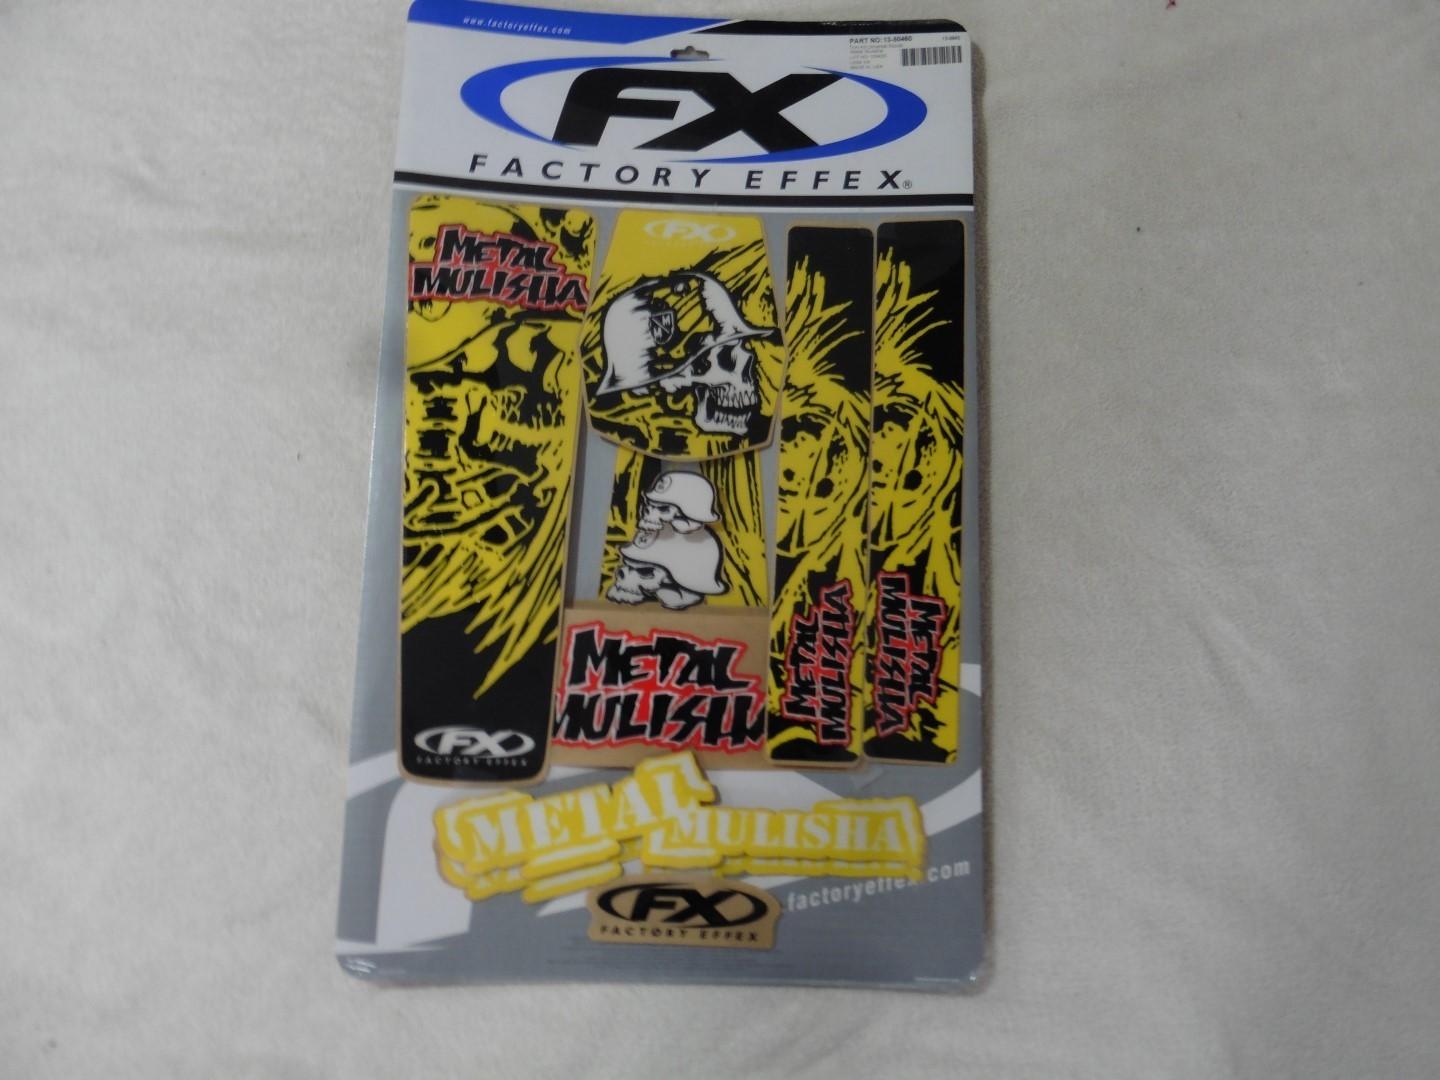 www.factoryeffex.com
PART NO: 13-50460
FX
FACTORY EFFEX®
METAL
MULISHA
FX
M
M
METAL
MULISHA
METAL
MULISHA
METAL
MULISHA
FX
FACTORY EFFEX
METAL MULISHA
factoryeffex.com
FX
FACTORY EFFEX